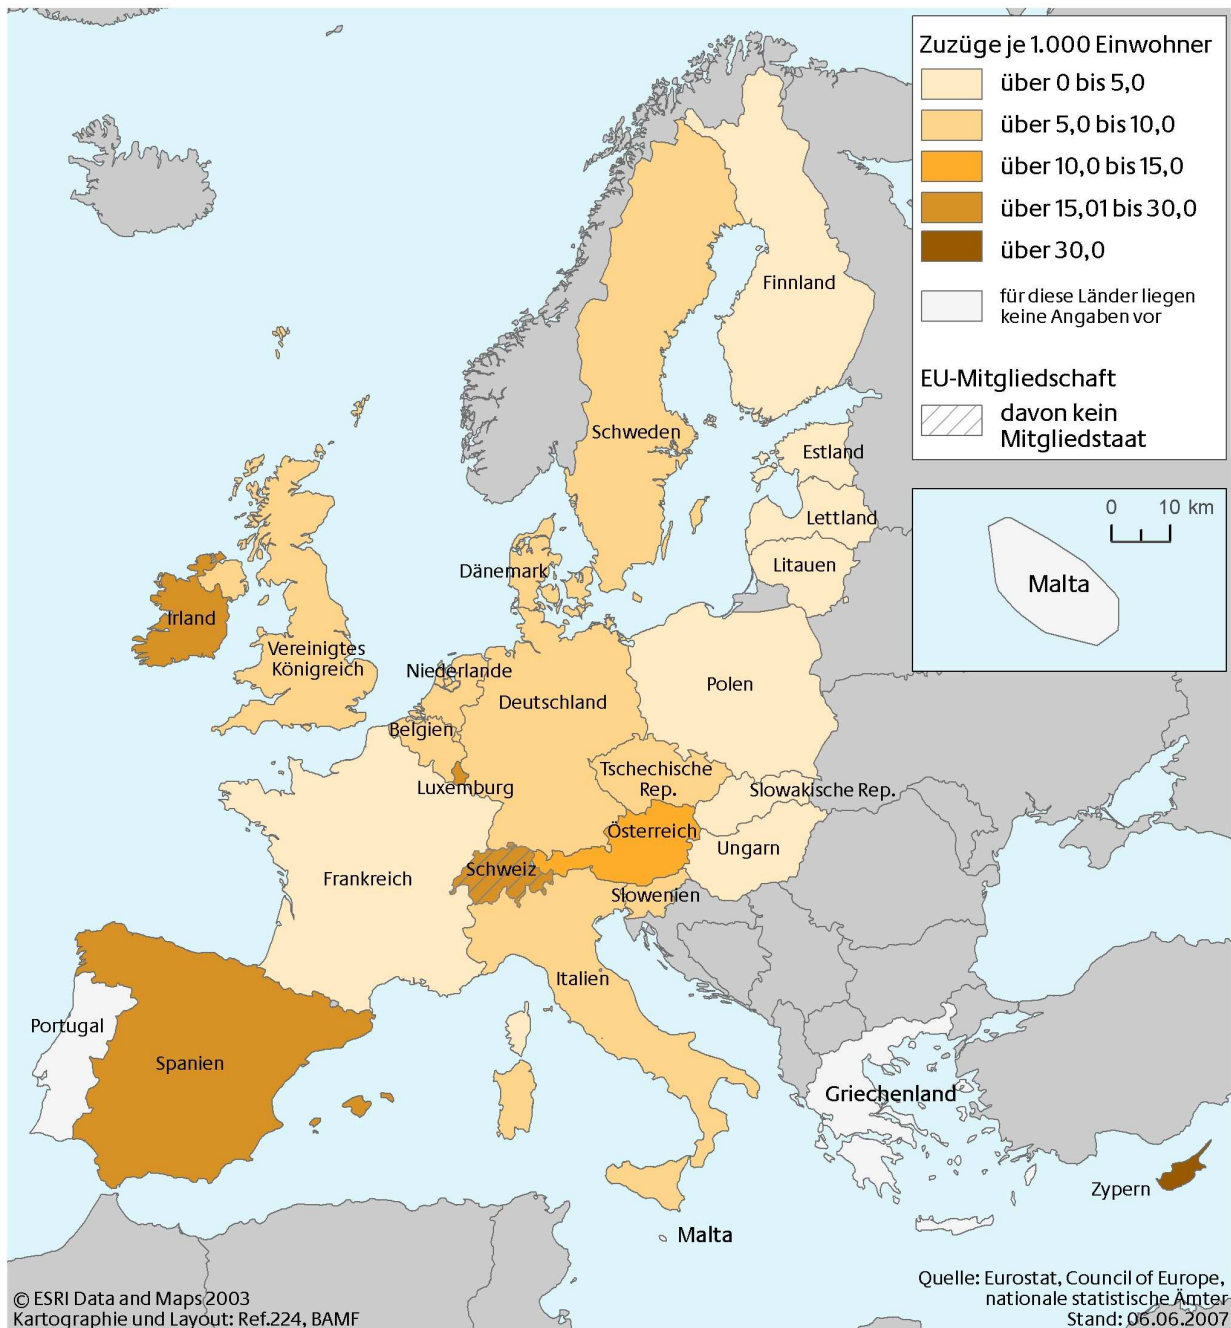 Zuzüge je 1.000 Einwohner
über 0 bis 5,0
über 5,0 bis 10,0
über 10,0 bis 15,0
über 15,01 bis 30,0
über 30,0
für diese Länder liegen
keine Angaben vor
EU-Mitgliedschaft
davon kein
Mitgliedstaat
0 10 km
Malta
Finnland
Schweden
Estland
Lettland
Litauen
Dänemark
Irland
Vereinigtes
Königreich
Niederlande
Deutschland
Polen
Belgien
Luxemburg
Tschechische
Rep.
Slowakische Rep.
Österreich
Ungarn
Schweiz
Frankreich
Slowenien
Italien
Portugal
Spanien
Griechenland
Zypern
Malta
© ESRI Data and Maps 2003
Kartographie und Layout: Ref.224, BAMF
Quelle: Eurostat, Council of Europe,
nationale statistische Ämter
Stand: 06.06.2007